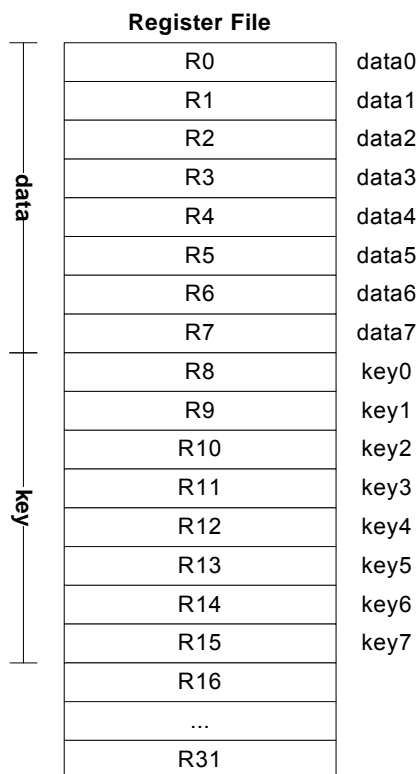 Register File
data
R0 data0
R1 data1
R2 data2
R3 data3
R4 data4
R5 data5
R6 data6
R7 data7
key
R8 key0
R9 key1
R10 key2
R11 key3
R12 key4
R13 key5
R14 key6
R15 key7
R16
...
R31